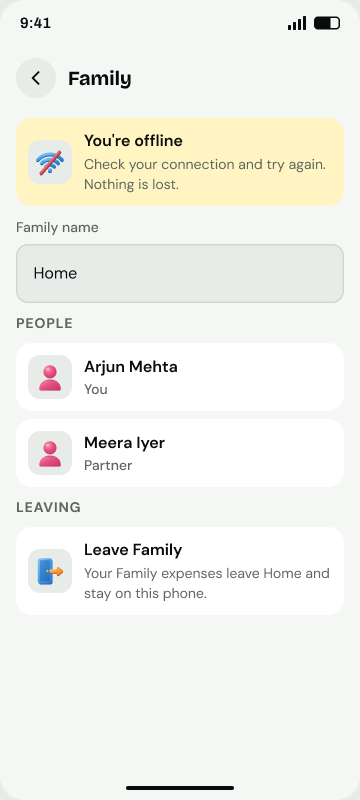 9:41
Family
You're offline
Check your connection and try again.
Nothing is lost.
Family name
Home
PEOPLE
Arjun Mehta
You
Meera Iyer
Partner
LEAVING
Leave Family
Your Family expenses leave Home and
stay on this phone.